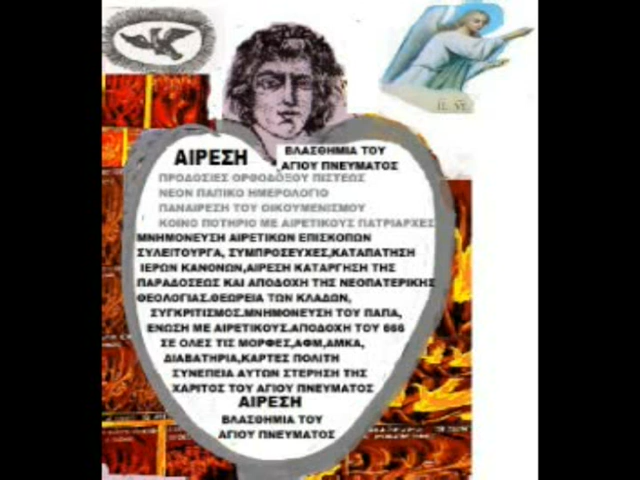 ΑΙΡΕΣΗ
ΒΛΑΣΘΗΜΙΑ ΤΟΥ
ΑΓΙΟΥ ΠΝΕΥΜΑΤΟΣ
ΠΡΟΔΟΣΙΕΣ ΟΡΘΟΔΟΞΟΥ ΠΙΣΤΕΩΣ
ΝΕΟΝ ΠΑΠΙΚΟ ΗΜΕΡΟΛΟΓΙΟ
ΠΑΝΑΙΡΕΣΗ ΤΟΥ ΟΙΚΟΥΜΕΝΙΣΜΟΥ
ΚΟΙΝΟ ΠΟΤΗΡΙΟ ΜΕ ΑΙΡΕΤΙΚΟΥΣ ΠΑΤΡΙΑΡΧΕΣ
ΜΝΗΜΟΝΕΥΣΗ ΑΙΡΕΤΙΚΩΝ ΕΠΙΣΚΟΠΩΝ
ΣΥΛΕΙΤΟΥΡΓΑ, ΣΥΜΠΡΟΣΕΥΧΕΣ,ΚΑΤΑΠΑΤΗΣΗ
ΙΕΡΩΝ ΚΑΝΟΝΩΝ,ΑΙΡΕΣΗ ΚΑΤΑΡΓΗΣΗ ΤΗΣ
ΠΑΡΑΔΟΣΕΩΣ ΚΑΙ ΑΠΟΔΟΧΗ ΤΗΣ ΝΕΟΠΑΤΕΡΙΚΗΣ
ΘΕΟΛΟΓΙΑΣ.ΘΕΩΡΕΙΑ ΤΩΝ ΚΛΑΔΩΝ,
ΣΥΓΚΡΙΤΙΣΜΟΣ.ΜΝΗΜΟΝΕΥΣΗ ΤΟΥ ΠΑΠΑ,
ΕΝΩΣΗ ΜΕ ΑΙΡΕΤΙΚΟΥΣ.ΑΠΟΔΟΧΗ ΤΟΥ 666
ΣΕ ΟΛΕΣ ΤΙΣ ΜΟΡΦΕΣ,ΑΦΜ,ΑΜΚΑ,
ΔΙΑΒΑΤΗΡΙΑ,ΚΑΡΤΕΣ ΠΟΛΙΤΗ
ΣΥΝΕΠΕΙΑ ΑΥΤΩΝ ΣΤΕΡΗΣΗ ΤΗΣ
ΧΑΡΙΤΟΣ ΤΟΥ ΑΓΙΟΥ ΠΝΕΥΜΑΤΟΣ
ΑΙΡΕΣΗ
ΒΛΑΣΘΗΜΙΑ ΤΟΥ
ΑΓΙΟΥ ΠΝΕΥΜΑΤΟΣ